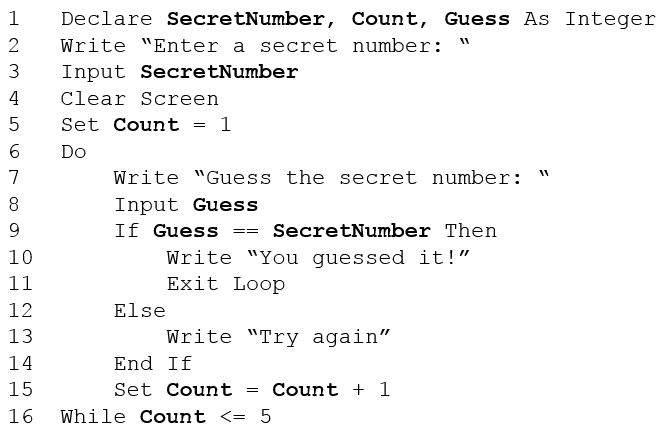 1 Declare SecretNumber, Count, Guess As Integer
2 Write “Enter a secret number: “
3 Input SecretNumber
4 Clear Screen
5 Set Count = 1
6 Do
7 Write “Guess the secret number: “
8 Input Guess
9 If Guess == SecretNumber Then
10 Write “You guessed it!”
11 Exit Loop
12 Else
13 Write “Try again”
14 End If
15 Set Count = Count + 1
16 While Count <= 5